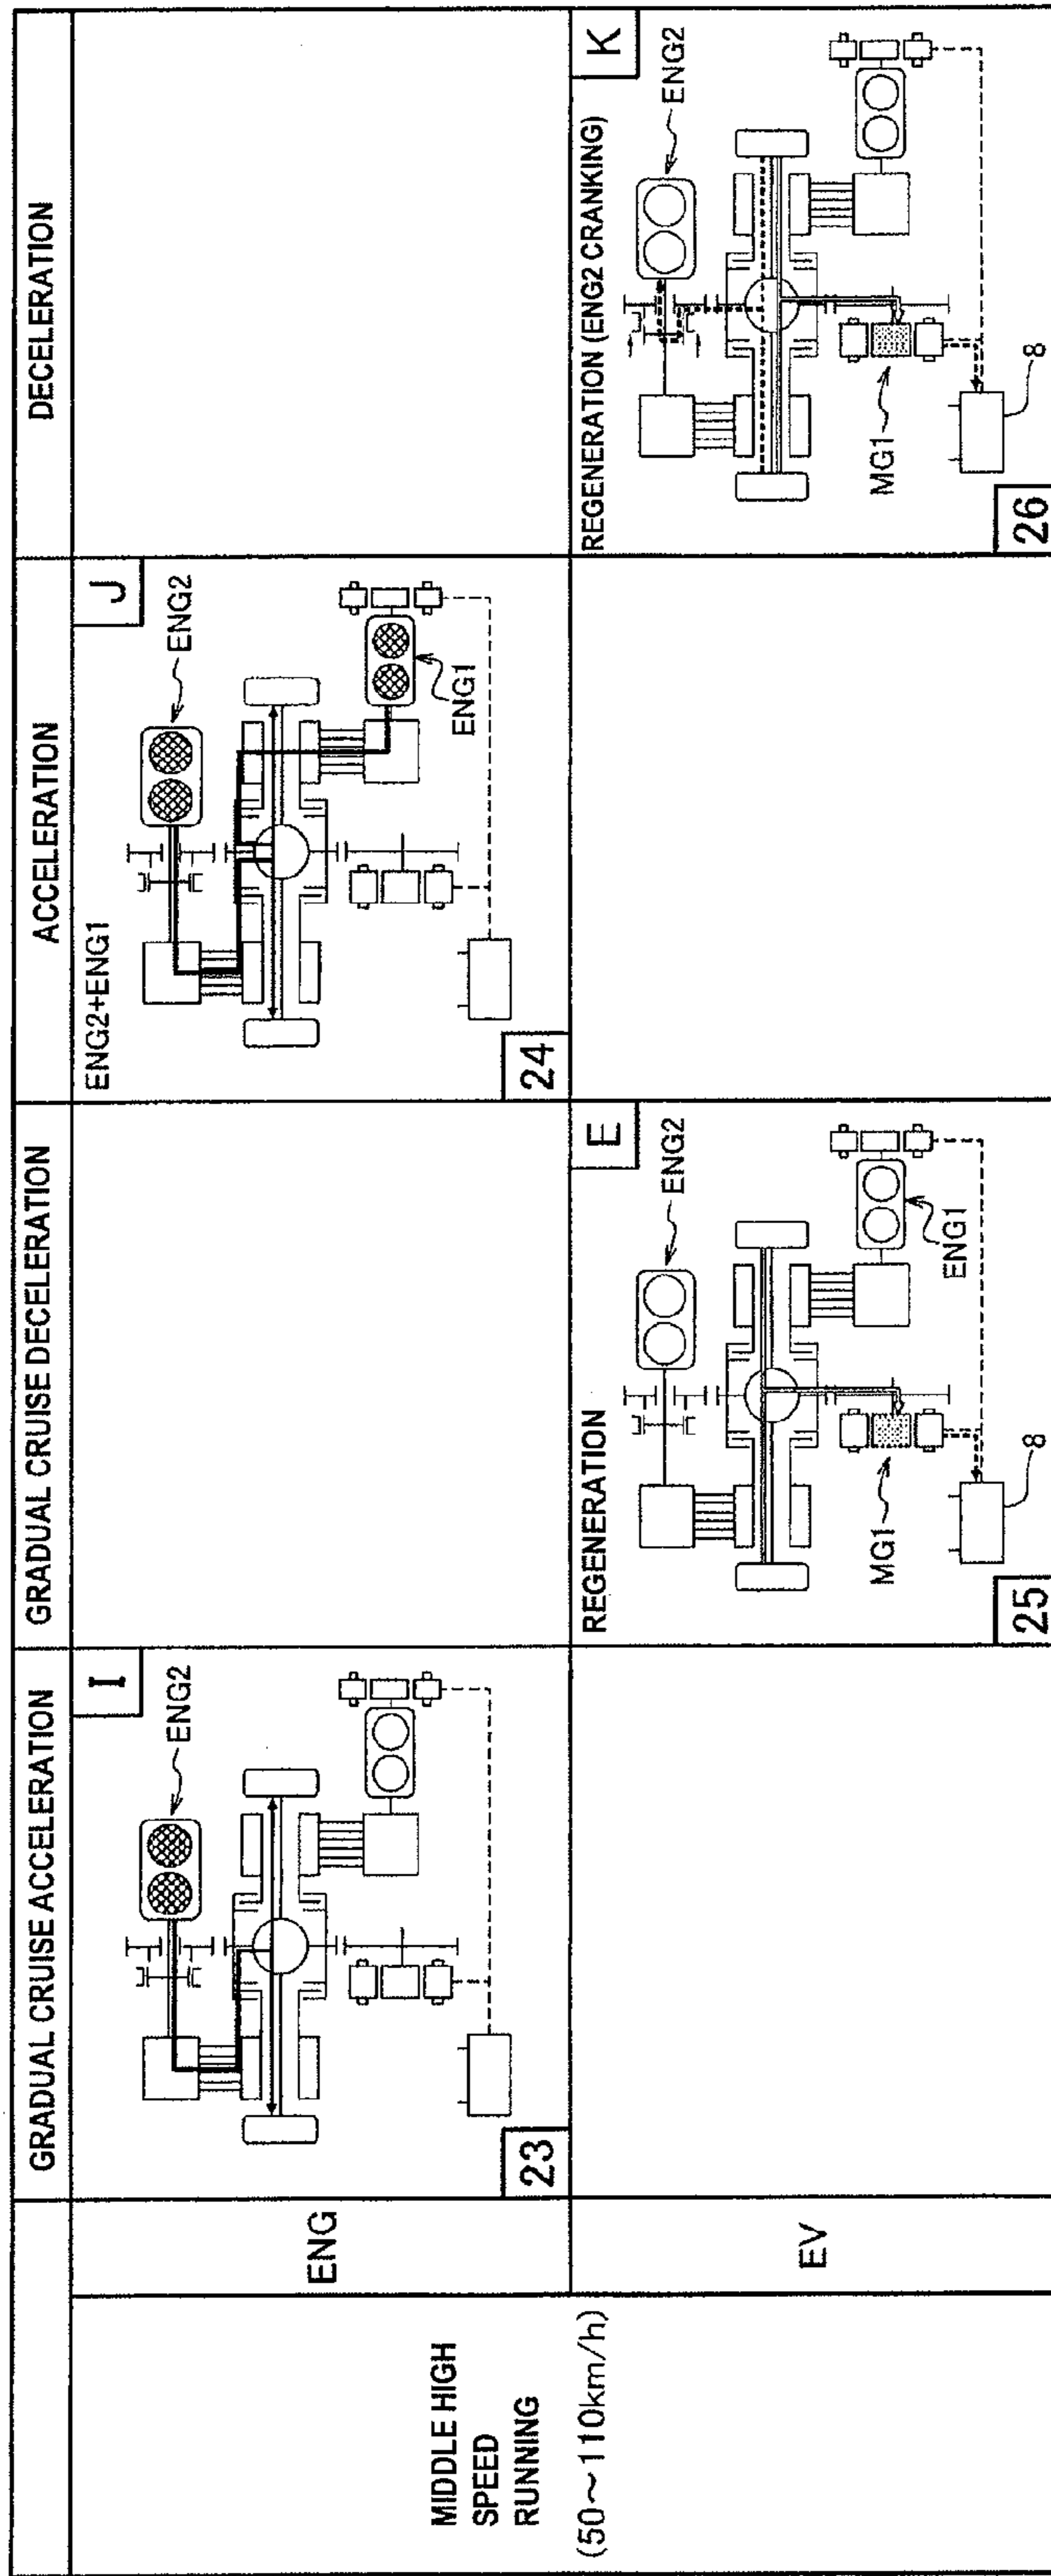 GRADUAL CRUISE ACCELERATION
GRADUAL CRUISE DECELERATION
ACCELERATION
DECELERATION
MIDDLE HIGH
SPEED
RUNNING
(50~110km/h)
ENG
I
ENG2
23
ENG2+ENG1
J
ENG2
ENG1
24
EV
REGENERATION
E
ENG2
ENG1
MG1
8
25
REGENERATION (ENG2 CRANKING)
K
ENG2
MG1
8
26